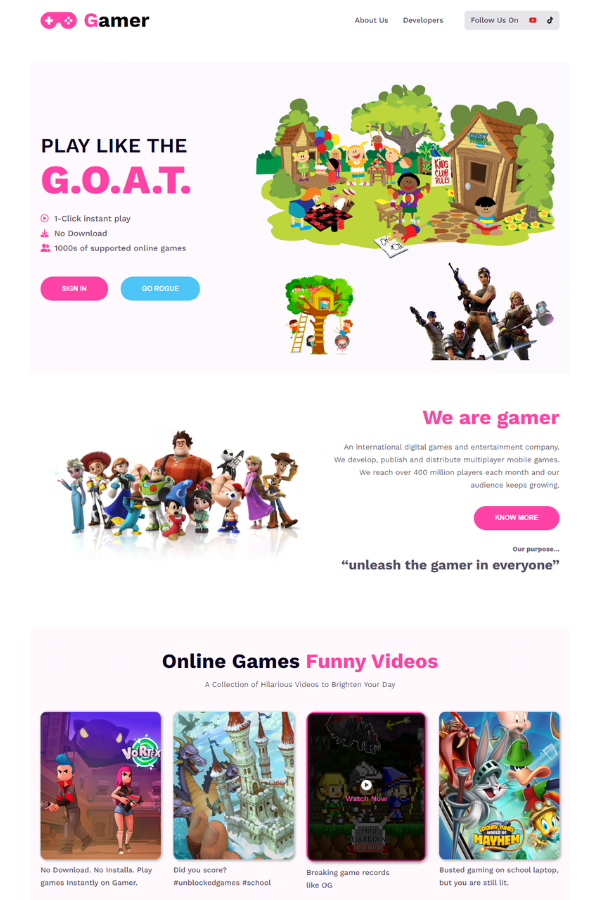 Gamer
About Us
Developers
Follow Us On
PLAY LIKE THE
G.O.A.T.
1-Click instant play
No Download
1000s of supported online games
SIGN IN
GO ROGUE
KIDS
CLUB
RULES
We are gamer
An international digital games and entertainment company.
We develop, publish and distribute multiplayer mobile games.
We reach over 400 million players each month and our
audience keeps growing.
KNOW MORE
Our purpose...
“unleash the gamer in everyone”
Online Games Funny Videos
A Collection of Hilarious Videos to Brighten Your Day
VORTEX
Watch Now
LOONEY TUNES
WORLD OF
MAYHEM
No Download. No Installs. Play
games Instantly on Gamer.
Did you score?
#unblockedgames #school
Breaking game records
like OG
Busted gaming on school laptop,
but you are still lit.